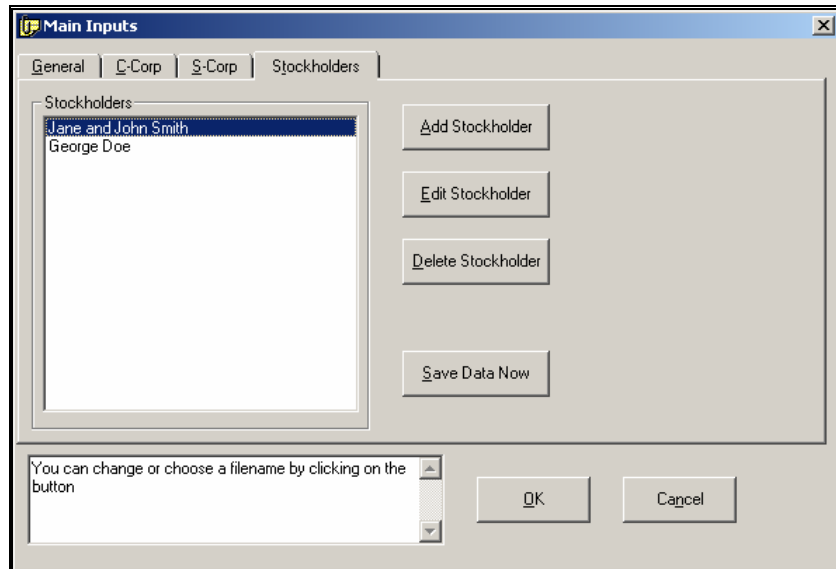 Main Inputs
General
C-Corp
S-Corp
Stockholders
Stockholders
Jane and John Smith
George Doe
Add Stockholder
Edit Stockholder
Delete Stockholder
Save Data Now
You can change or choose a filename by clicking on the
button
OK
Cancel